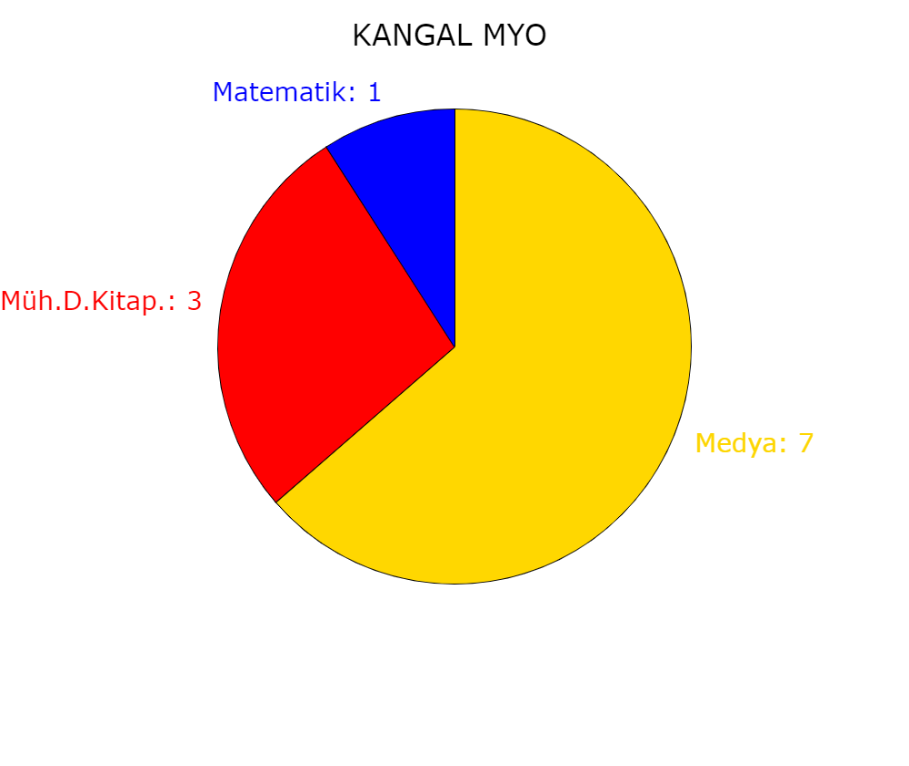 KANGAL MYO
Matematik: 1
Müh.D.Kitap.: 3
Medya: 7